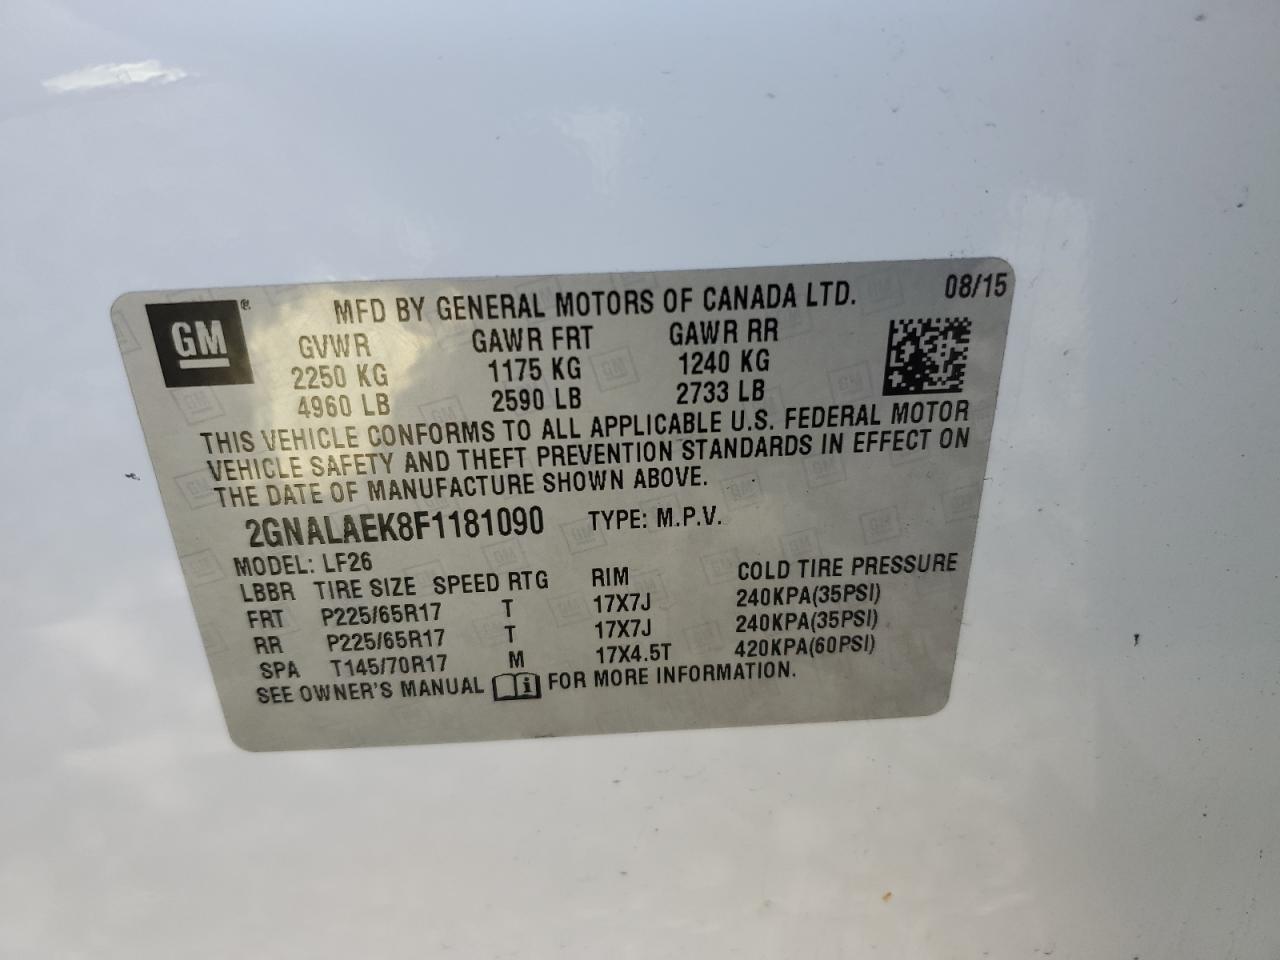 GM ® MFD BY GENERAL MOTORS OF CANADA LTD. 08/15
GVWR GAWR FRT GAWR RR
2250 KG 1175 KG 1240 KG
4960 LB 2590 LB 2733 LB
THIS VEHICLE CONFORMS TO ALL APPLICABLE U.S. FEDERAL MOTOR
VEHICLE SAFETY AND THEFT PREVENTION STANDARDS IN EFFECT ON
THE DATE OF MANUFACTURE SHOWN ABOVE.
2GNALAEK8F1181090 TYPE: M.P.V.
MODEL: LF26
LBBR TIRE SIZE SPEED RTG RIM COLD TIRE PRESSURE
FRT P225/65R17 T 17X7J 240KPA(35PSI)
RR P225/65R17 T 17X7J 240KPA(35PSI)
SPA T145/70R17 M 17X4.5T 420KPA(60PSI)
SEE OWNER'S MANUAL i FOR MORE INFORMATION.